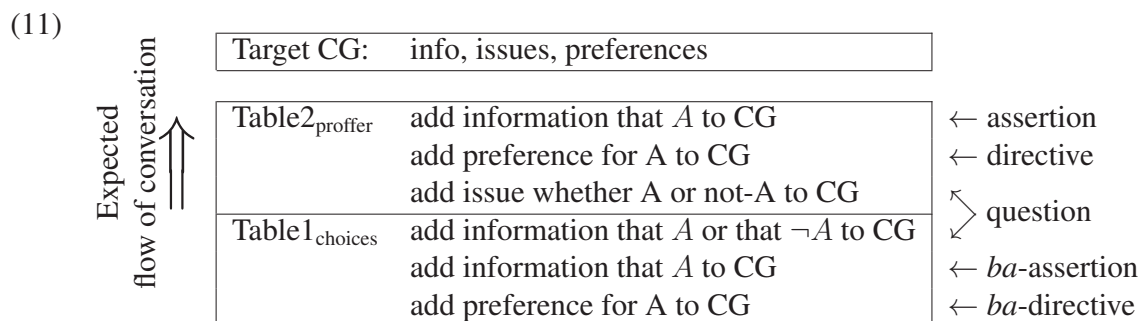 (11)
Target CG: info, issues, preferences
Expected
flow of conversation
⇑
Table2proffer add information that A to CG ← assertion
add preference for A to CG ← directive
add issue whether A or not-A to CG
question
Table1choices add information that A or that ¬A to CG
add information that A to CG ← ba-assertion
add preference for A to CG ← ba-directive